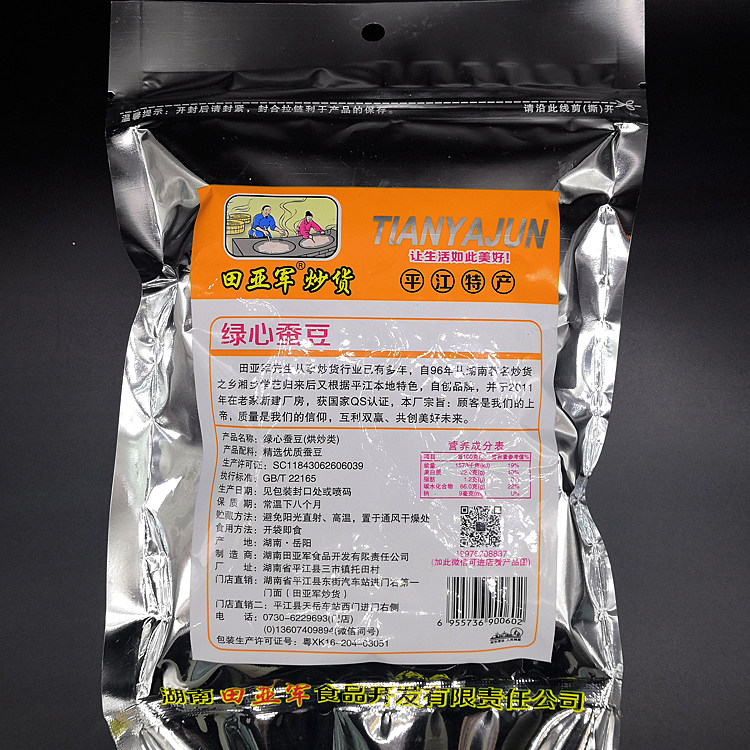 温馨提示：开封后请封紧，封合拉链利于产品的保存。
请沿此线剪(撕)开
TIANYAJUN
让生活如此美好！
田亚军®炒货
平江特产
绿心蚕豆
田亚军先生从事炒货行业已有多年，自96年从湖南著名炒货
之乡湘乡学艺归来后又根据平江本地特色，自创品牌，并于2011
年在老家新建厂房，获国家QS认证，本厂宗旨：顾客是我们的上
帝，质量是我们的信仰，互利双赢、共创美好未来。
产品名称：绿心蚕豆(烘炒类)
产品配料：精选优质蚕豆
生产许可证：SC11843062606039
执行标准：GB/T 22165
生产日期：见包装封口处或喷码
保质期：常温下八个月
贮藏方法：避免阳光直射、高温，置于通风干燥处
食用方法：开袋即食
产地：湖南·岳阳
制造商：湖南田亚军食品开发有限责任公司
厂址：湖南省平江县三市镇托田村
门店直销：湖南省平江县东街汽车站进门右第一
门面（田亚军炒货）
门店直销二：平江县天岳车站西门进门右侧
电话：0730-6229693(门店)
(0)13607409894(微信同号)
包装生产许可证号：粤XK16-204-03051
营养成分表
项目 每100克 营养素参考值%
能量 19%
蛋白质
脂肪
碳水化合物 66.0克(g) 22%
钠 0%
(加此微信可进店看产品图)
6 955736 900602
湖南田亚军食品开发有限责任公司